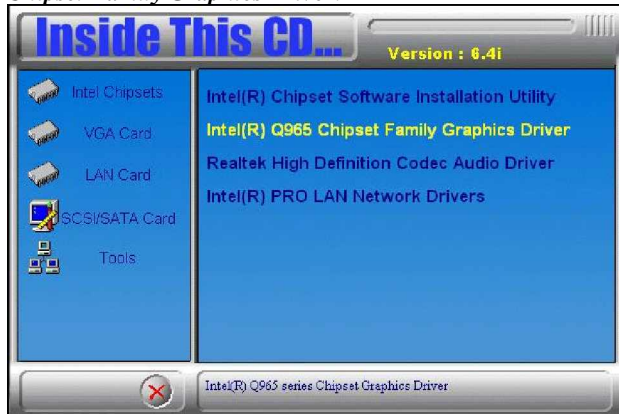 Inside This CD...
Version : 6.4i
Intel Chipsets
VGA Card
LAN Card
SCSI/SATA Card
Tools
Intel(R) Chipset Software Installation Utility
Intel(R) Q965 Chipset Family Graphics Driver
Realtek High Definition Codec Audio Driver
Intel(R) PRO LAN Network Drivers
Intel(R) Q965 series Chipset Graphics Driver